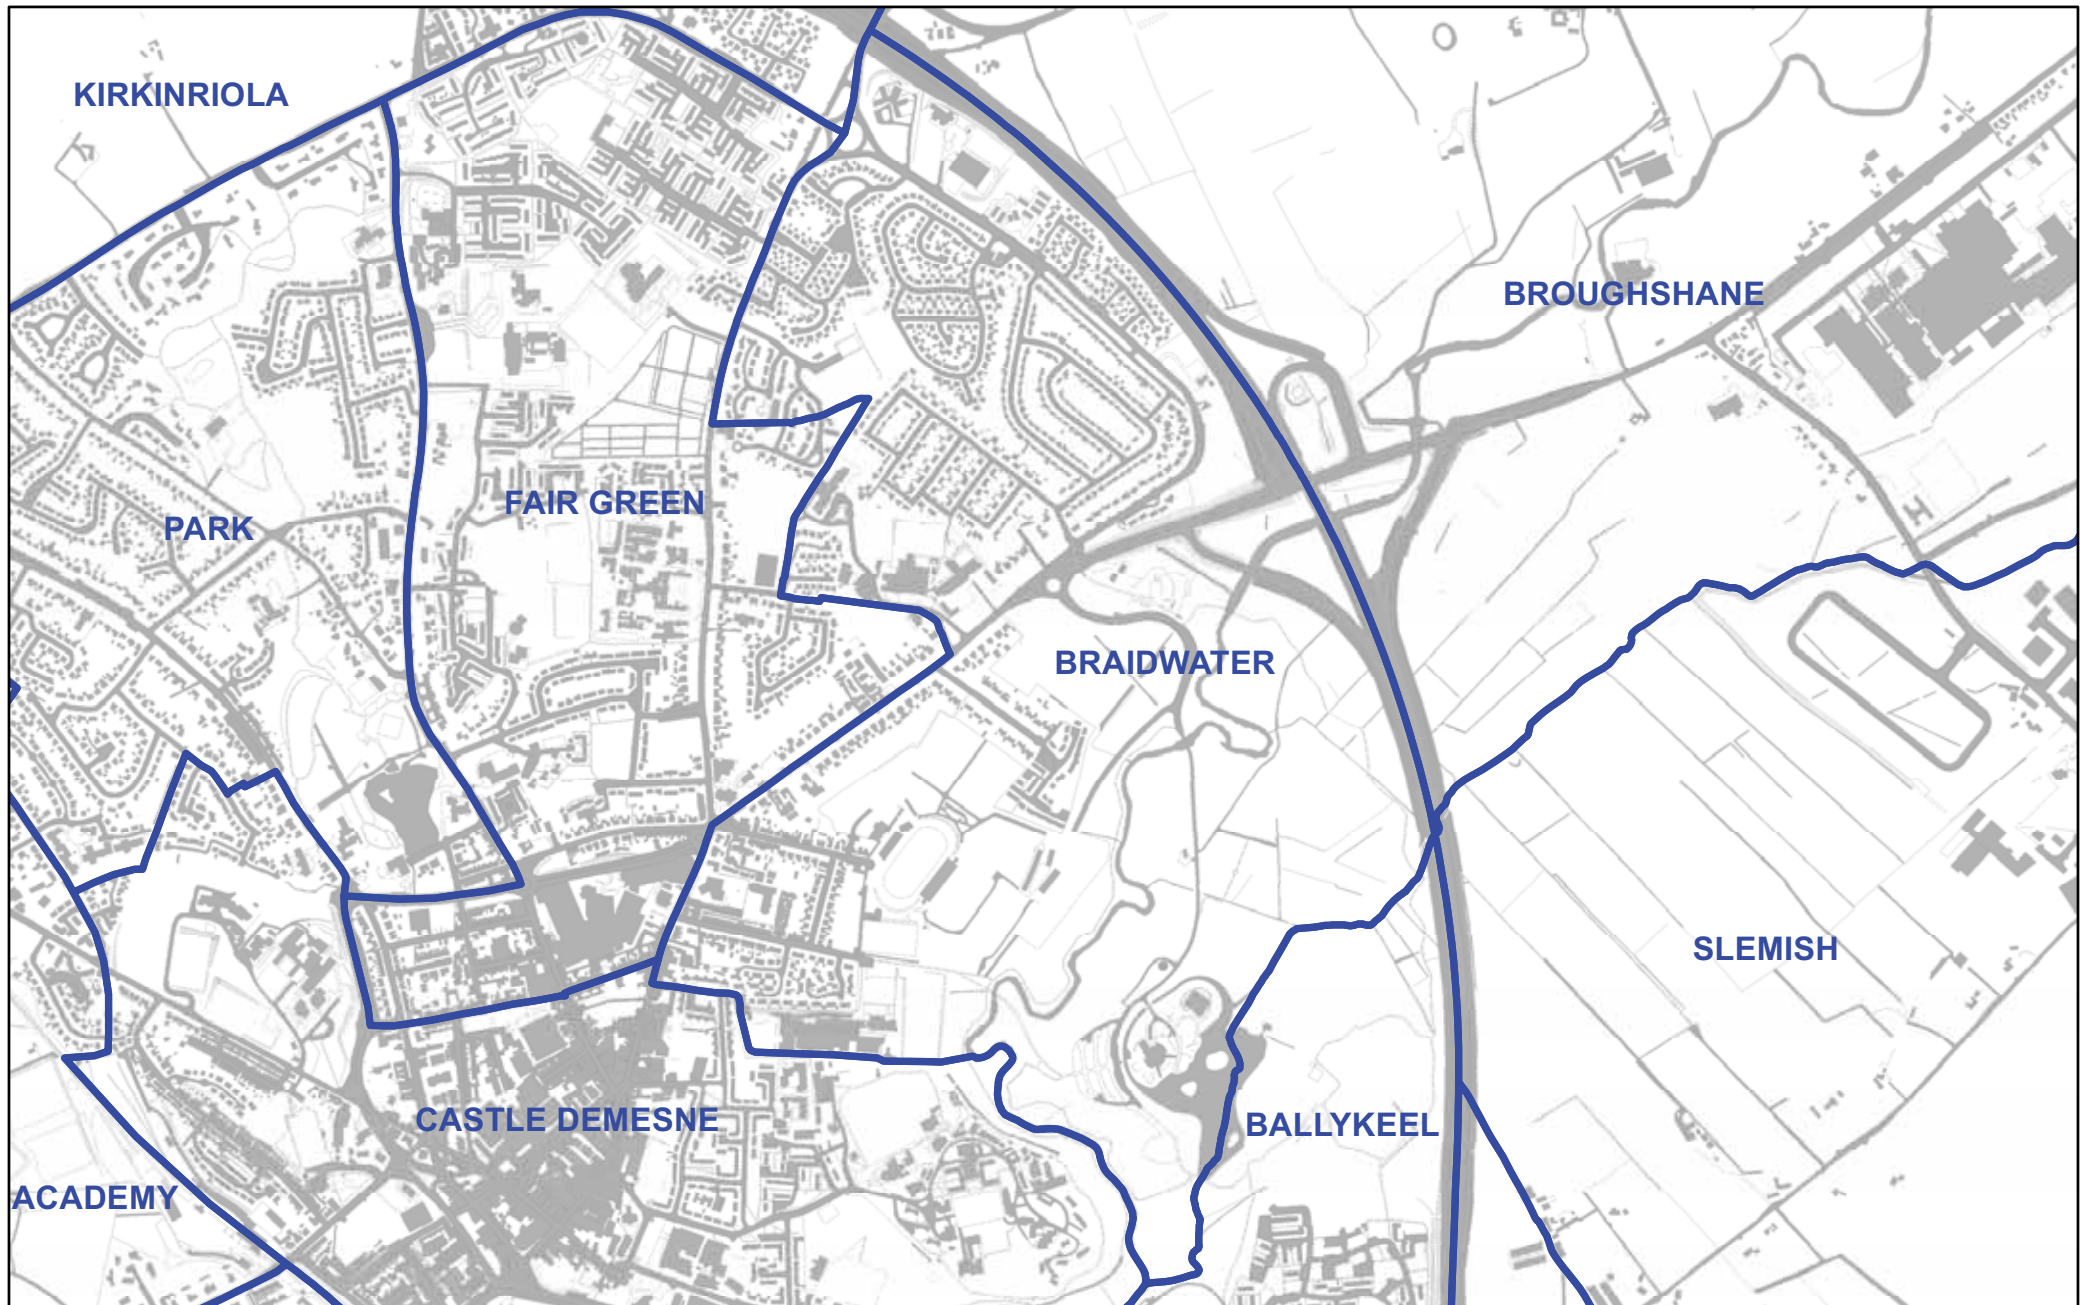 KIRKINRIOLA
BROUGHSHANE
FAIR GREEN
PARK
BRAIDWATER
SLEMISH
CASTLE DEMESNE
BALLYKEEL
ACADEMY